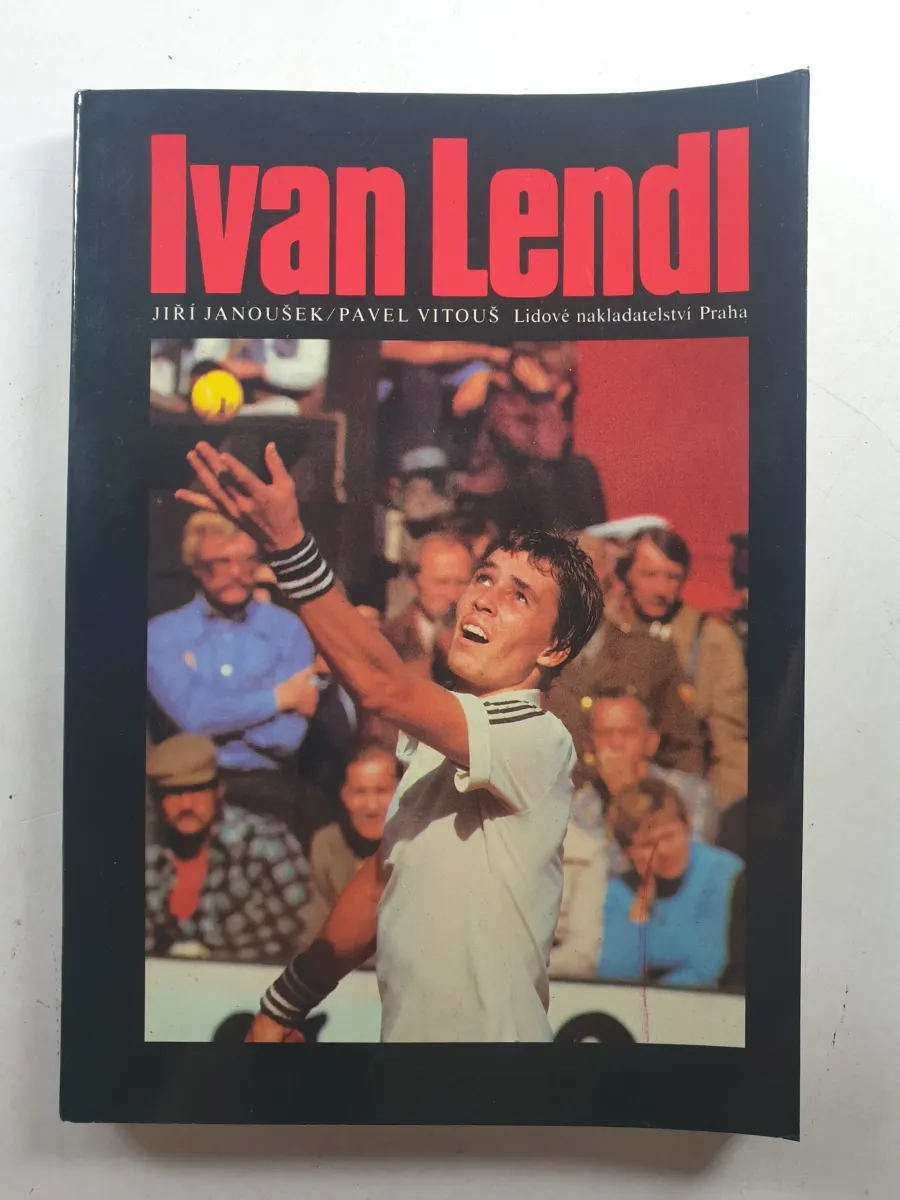 Ivan Lendl
JIŘÍ JANOUŠEK/PAVEL VITOUŠ Lidové nakladatelství Praha